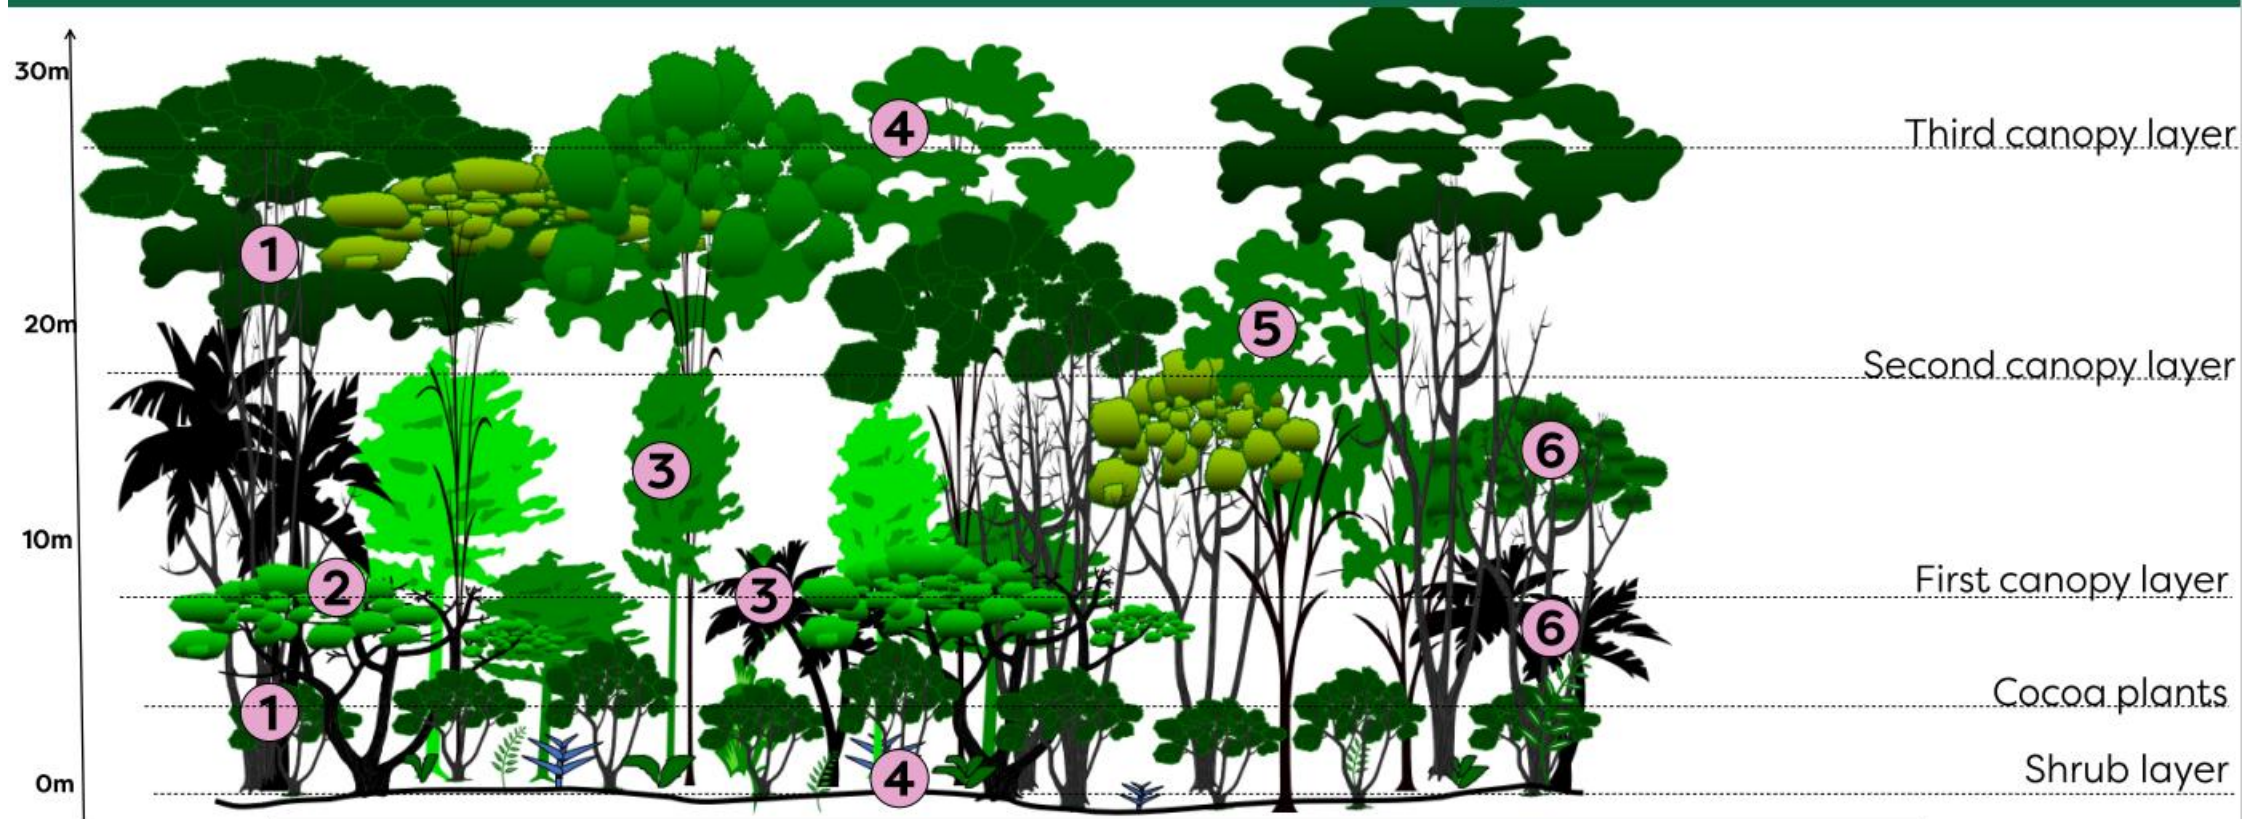 30m
4
Third canopy layer
1
20m
5
Second canopy layer
3
6
10m
2
3
First canopy layer
6
1
Cocoa plants
4
0m
Shrub layer